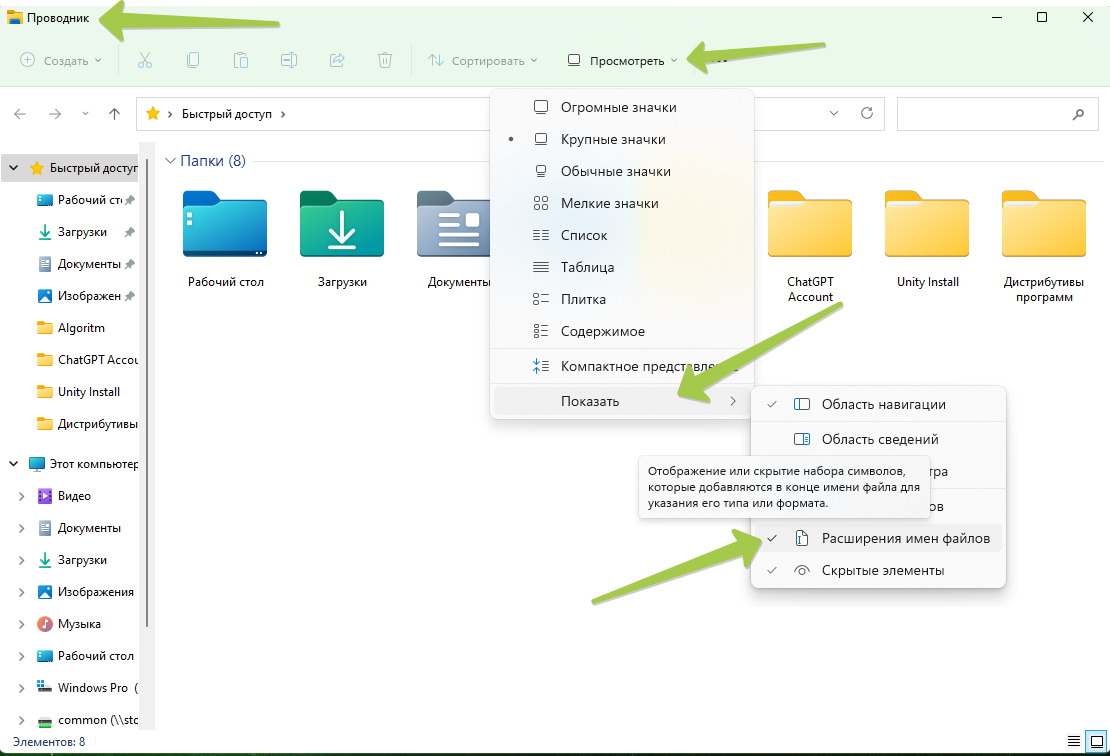 Проводник
Создать
Сортировать
Просмотреть
Быстрый доступ
Быстрый доступ
Рабочий сто
Загрузки
Документы
Изображен
Algoritm
ChatGPT Accou
Unity Install
Дистрибутивы
Этот компьютер
Видео
Документы
Загрузки
Изображения
Музыка
Рабочий стол
Windows Pro (
common (\\sto
Папки (8)
Рабочий стол
Загрузки
Документы
ChatGPT
Account
Unity Install
Дистрибутивы
программ
Огромные значки
Крупные значки
Обычные значки
Мелкие значки
Список
Таблица
Плитка
Содержимое
Компактное представление
Показать
Область навигации
Область сведений
тра
ов
Расширения имен файлов
Скрытые элементы
Отображение или скрытие набора символов,
которые добавляются в конце имени файла для
указания его типа или формата.
Элементов: 8